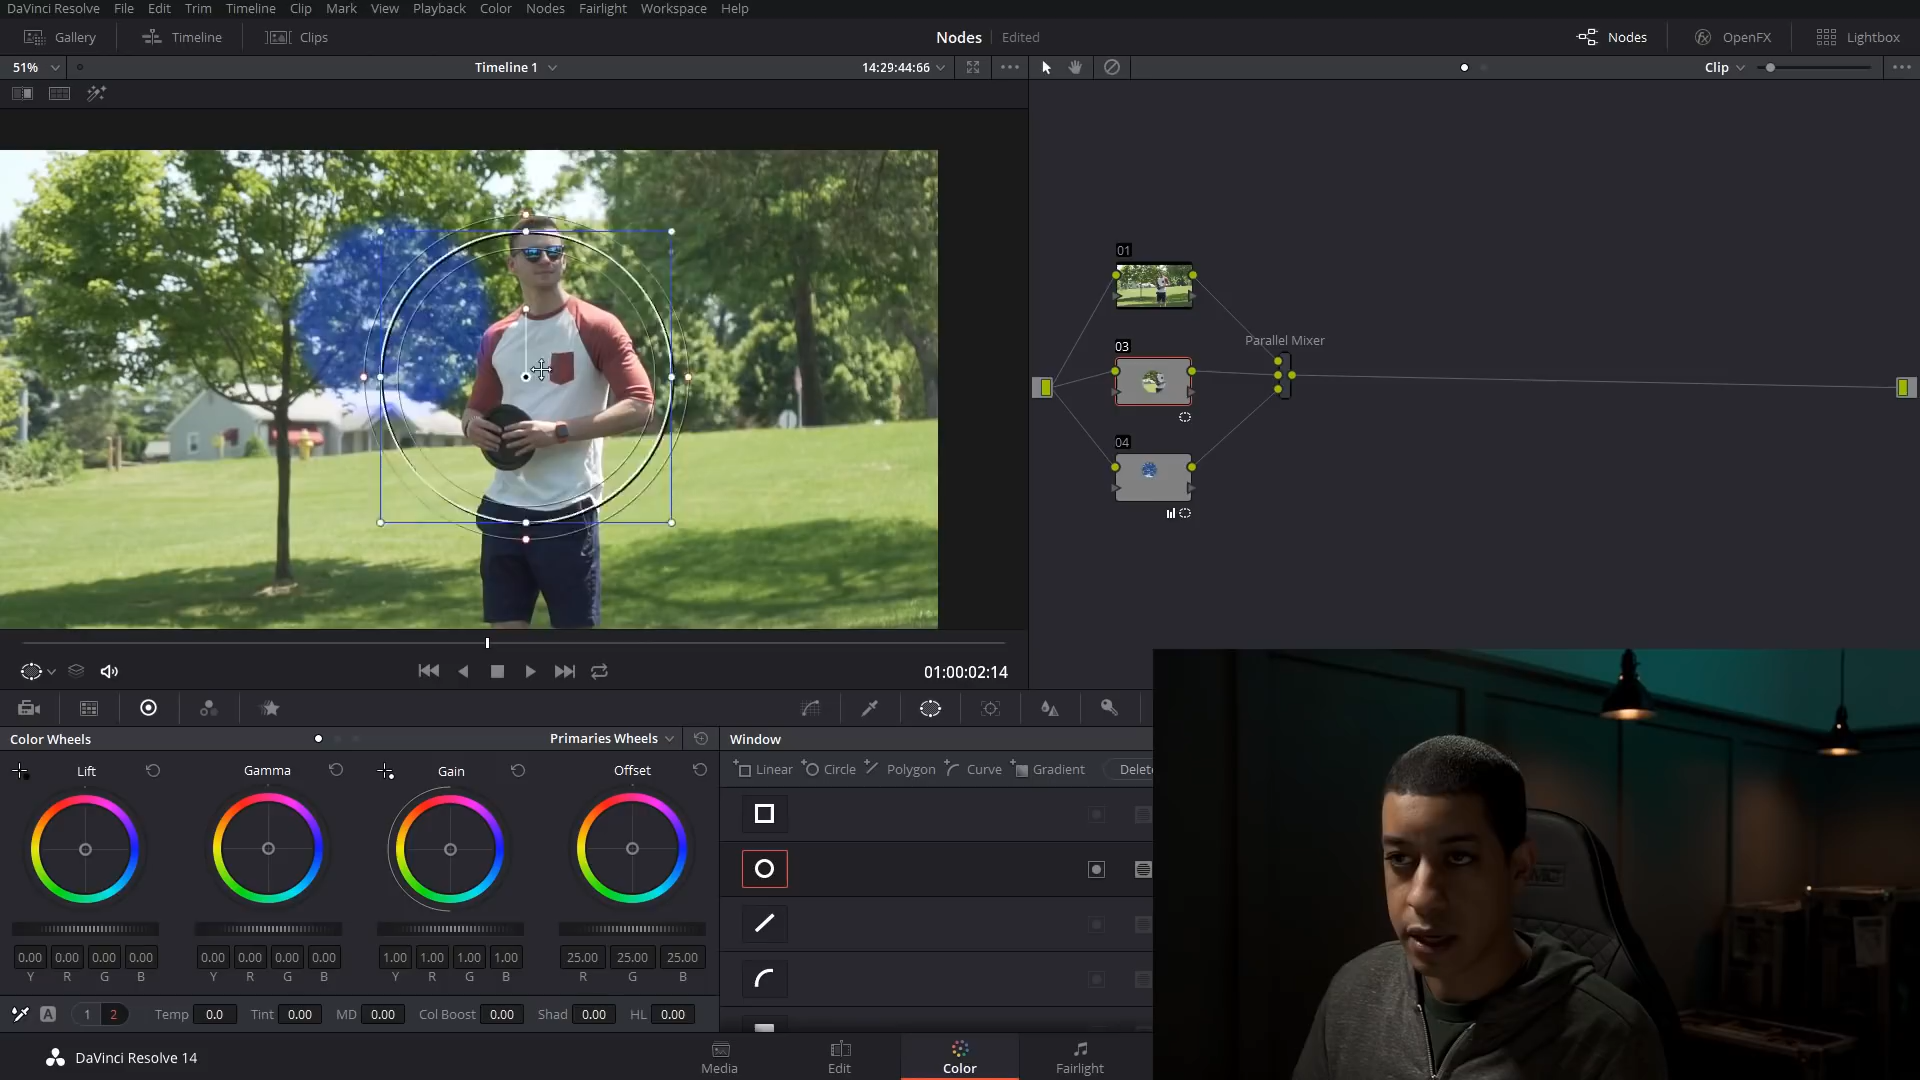 DaVinci Resolve File Edit Trim Timeline Clip Mark View Playback Color Nodes Fairlight Workspace Help
Gallery Timeline Clips Nodes Edited Nodes OpenFX Lightbox
51% Timeline 1 14:29:44:66 Clip
01
Parallel Mixer
03
04
01:00:02:14
Color Wheels Primaries Wheels Window
Lift Gamma Gain Offset
Linear Circle Polygon Curve Gradient Delet
0.00 0.00 0.00 0.00 0.00 0.00 0.00 0.00 1.00 1.00 1.00 1.00 25.00 25.00 25.00
Y R G B Y R G B Y R G B R G B
A 1 2 Temp 0.0 Tint 0.00 MD 0.00 Col Boost 0.00 Shad 0.00 HL 0.00
DaVinci Resolve 14 Media Edit Color Fairlight